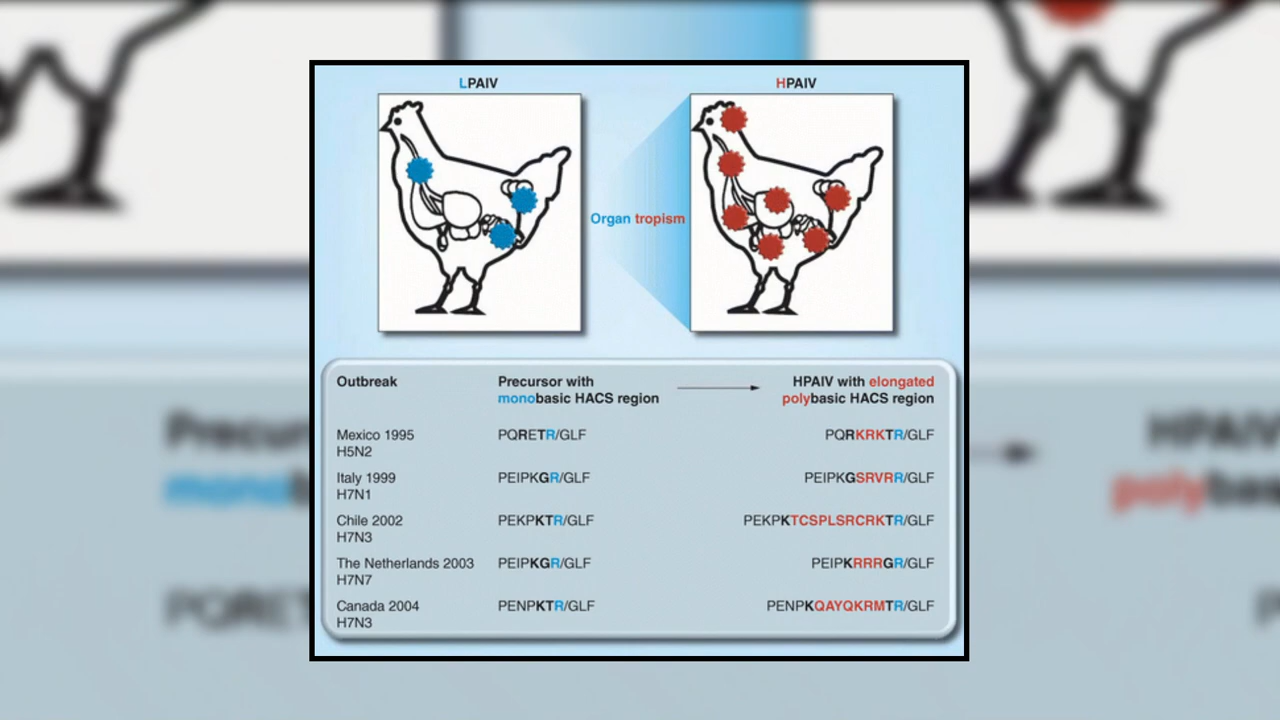 LPAIV
HPAIV
Organ tropism
Outbreak
Precursor with
monobasic HACS region
HPAIV with elongated
polybasic HACS region
Mexico 1995
H5N2
PQRETR/GLF
PQRKRKTR/GLF
Italy 1999
H7N1
PEIPKGR/GLF
PEIPKGSRVRR/GLF
Chile 2002
H7N3
PEKPKTR/GLF
PEKPKTCSPLSRCRKTR/GLF
The Netherlands 2003
H7N7
PEIPKGR/GLF
PEIPKRRRGR/GLF
Canada 2004
H7N3
PENPKTR/GLF
PENPKQAYQKRMTR/GLF